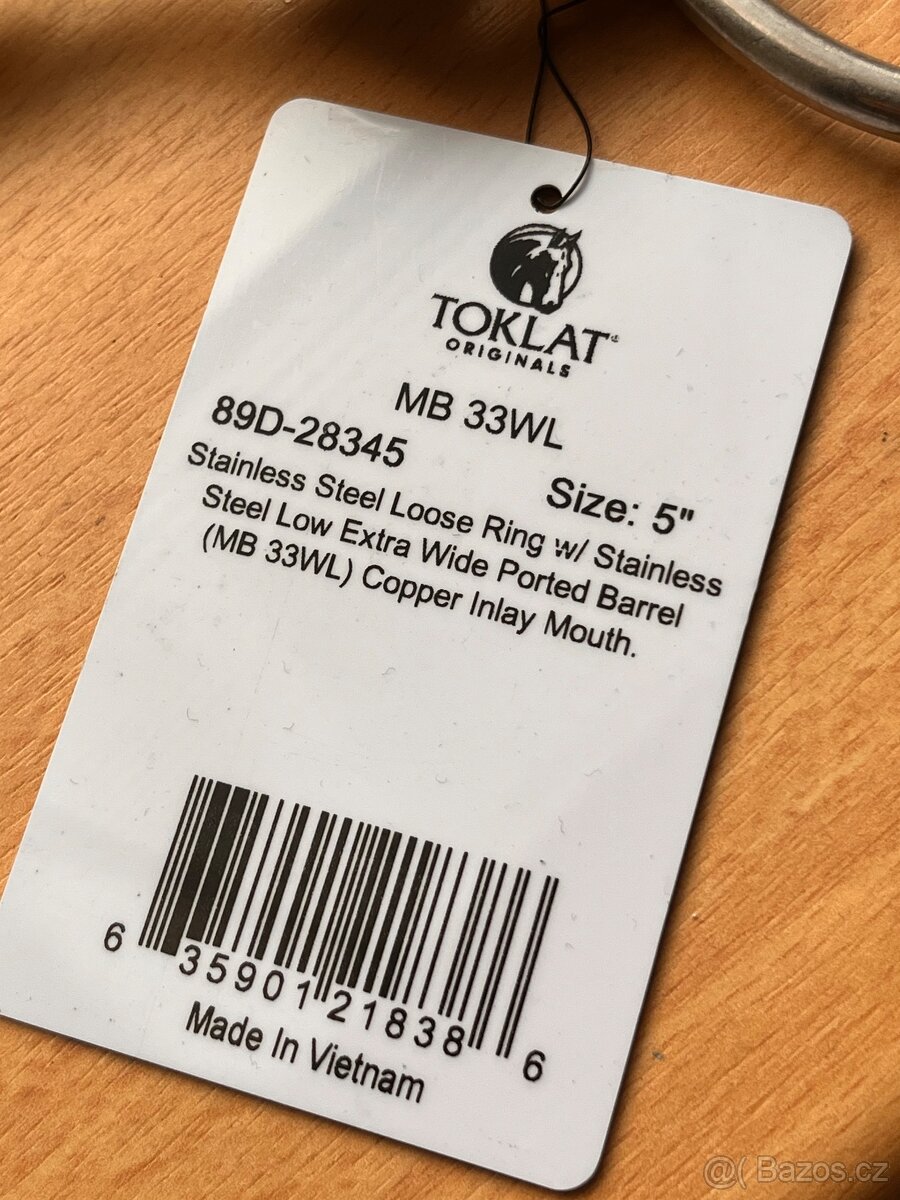 TOKLAT
ORIGINALS
MB 33WL
89D-28345
Size: 5"
Stainless Steel Loose Ring w/ Stainless
Steel Low Extra Wide Ported Barrel
(MB 33WL) Copper Inlay Mouth.
6 35901 21838 6
Made In Vietnam
@( Bazos.cz